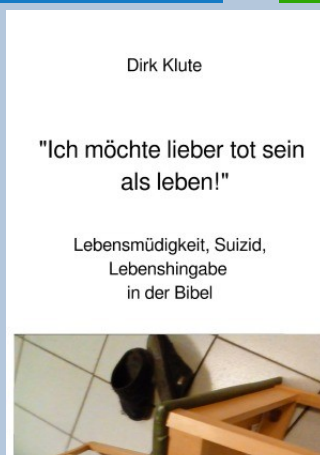 Dirk Klute
"Ich möchte lieber tot sein
als leben!"
Lebensmüdigkeit, Suizid,
Lebenshingabe
in der Bibel